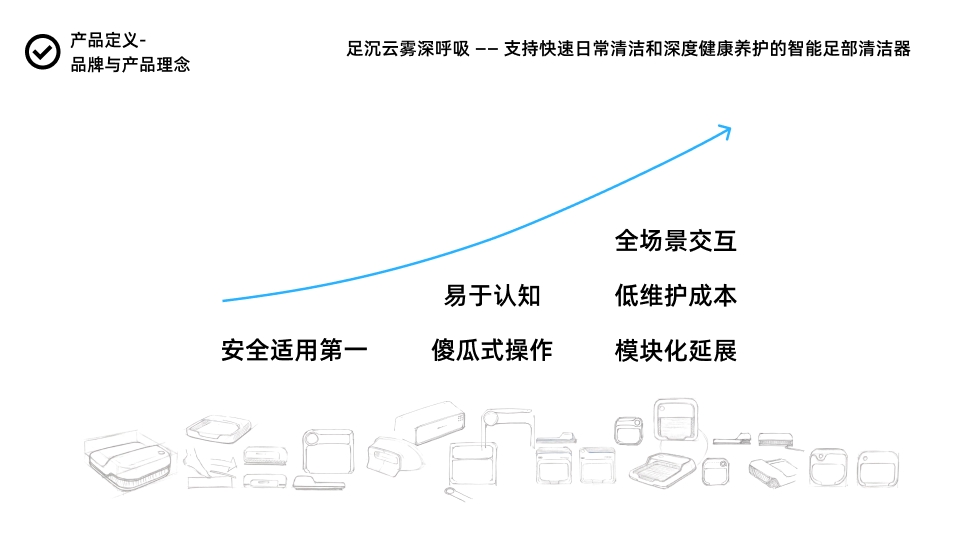 产品定义-
品牌与产品理念
足沉云雾深呼吸 —— 支持快速日常清洁和深度健康养护的智能足部清洁器
全场景交互
易于认知
低维护成本
安全适用第一
傻瓜式操作
模块化延展